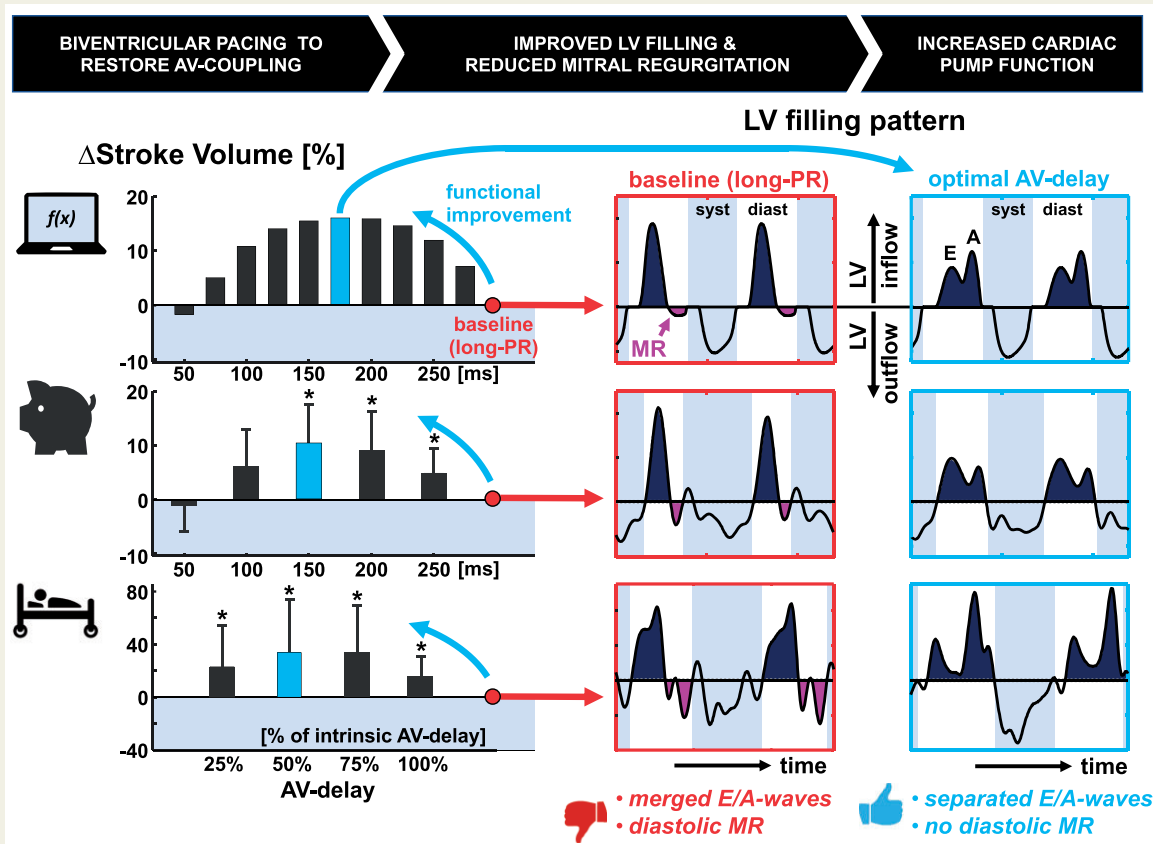 BIVENTRICULAR PACING TO
RESTORE AV-COUPLING
IMPROVED LV FILLING &
REDUCED MITRAL REGURGITATION
INCREASED CARDIAC
PUMP FUNCTION
LV filling pattern
∆Stroke Volume [%]
baseline (long-PR)
optimal AV-delay
f(x)
20
10
0
-10
functional
improvement
baseline
(long-PR)
50 100 150 200 250 [ms]
syst diast
MR
LV
inflow
LV
outflow
syst diast
E A
20
10
0
-10
* * *
50 100 150 200 250 [ms]
80
40
0
-40
* * * *
[% of intrinsic AV-delay]
25% 50% 75% 100%
AV-delay
time
time
• merged E/A-waves
• diastolic MR
• separated E/A-waves
• no diastolic MR